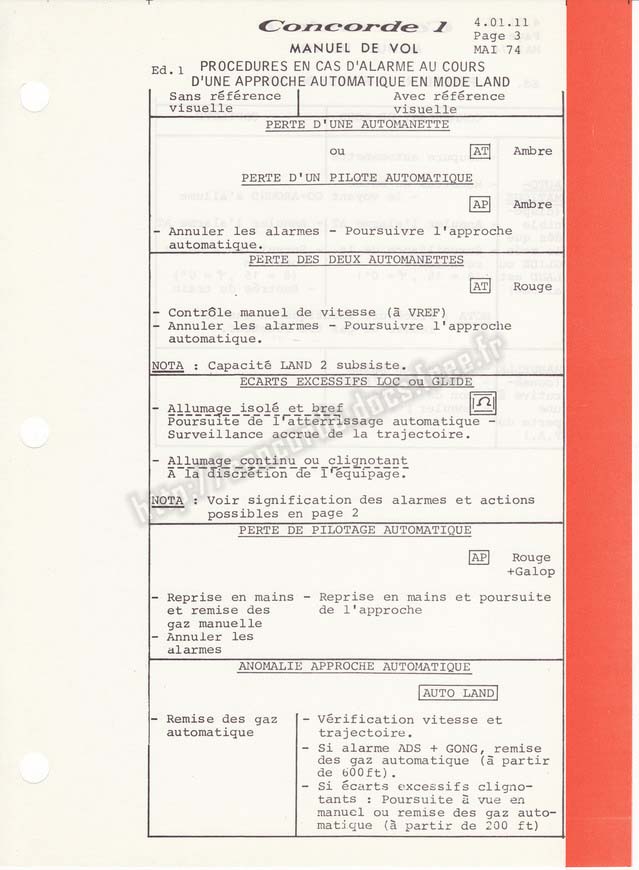 Concorde 1
4.01.11
Page 3
MANUEL DE VOL
MAI 74
Ed. 1
PROCEDURES EN CAS D'ALARME AU COURS
D'UNE APPROCHE AUTOMATIQUE EN MODE LAND
Sans référence
visuelle
Avec référence
visuelle
PERTE D'UNE AUTOMANETTE
ou AT Ambre
PERTE D'UN PILOTE AUTOMATIQUE
AP Ambre
- Annuler les alarmes - Poursuivre l'approche
automatique.
PERTE DES DEUX AUTOMANETTES
AT Rouge
- Contrôle manuel de vitesse (à VREF)
- Annuler les alarmes - Poursuivre l'approche
automatique.
NOTA : Capacité LAND 2 subsiste.
ECARTS EXCESSIFS LOC ou GLIDE
- Allumage isolé et bref
Poursuite de l'atterrissage automatique -
Surveillance accrue de la trajectoire.
- Allumage continu ou clignotant
A la discrétion de l'équipage.
NOTA : Voir signification des alarmes et actions
possibles en page 2
PERTE DE PILOTAGE AUTOMATIQUE
AP Rouge
+Galop
- Reprise en mains
et remise des
gaz manuelle
- Annuler les
alarmes
- Reprise en mains et poursuite
de l'approche
ANOMALIE APPROCHE AUTOMATIQUE
AUTO LAND
- Remise des gaz
automatique
- Vérification vitesse et
trajectoire.
- Si alarme ADS + GONG, remise
des gaz automatique (à partir
de 600ft).
- Si écarts excessifs cligno-
tants : Poursuite à vue en
manuel ou remise des gaz auto-
matique (à partir de 200 ft)
http://concorde-docs.free.fr